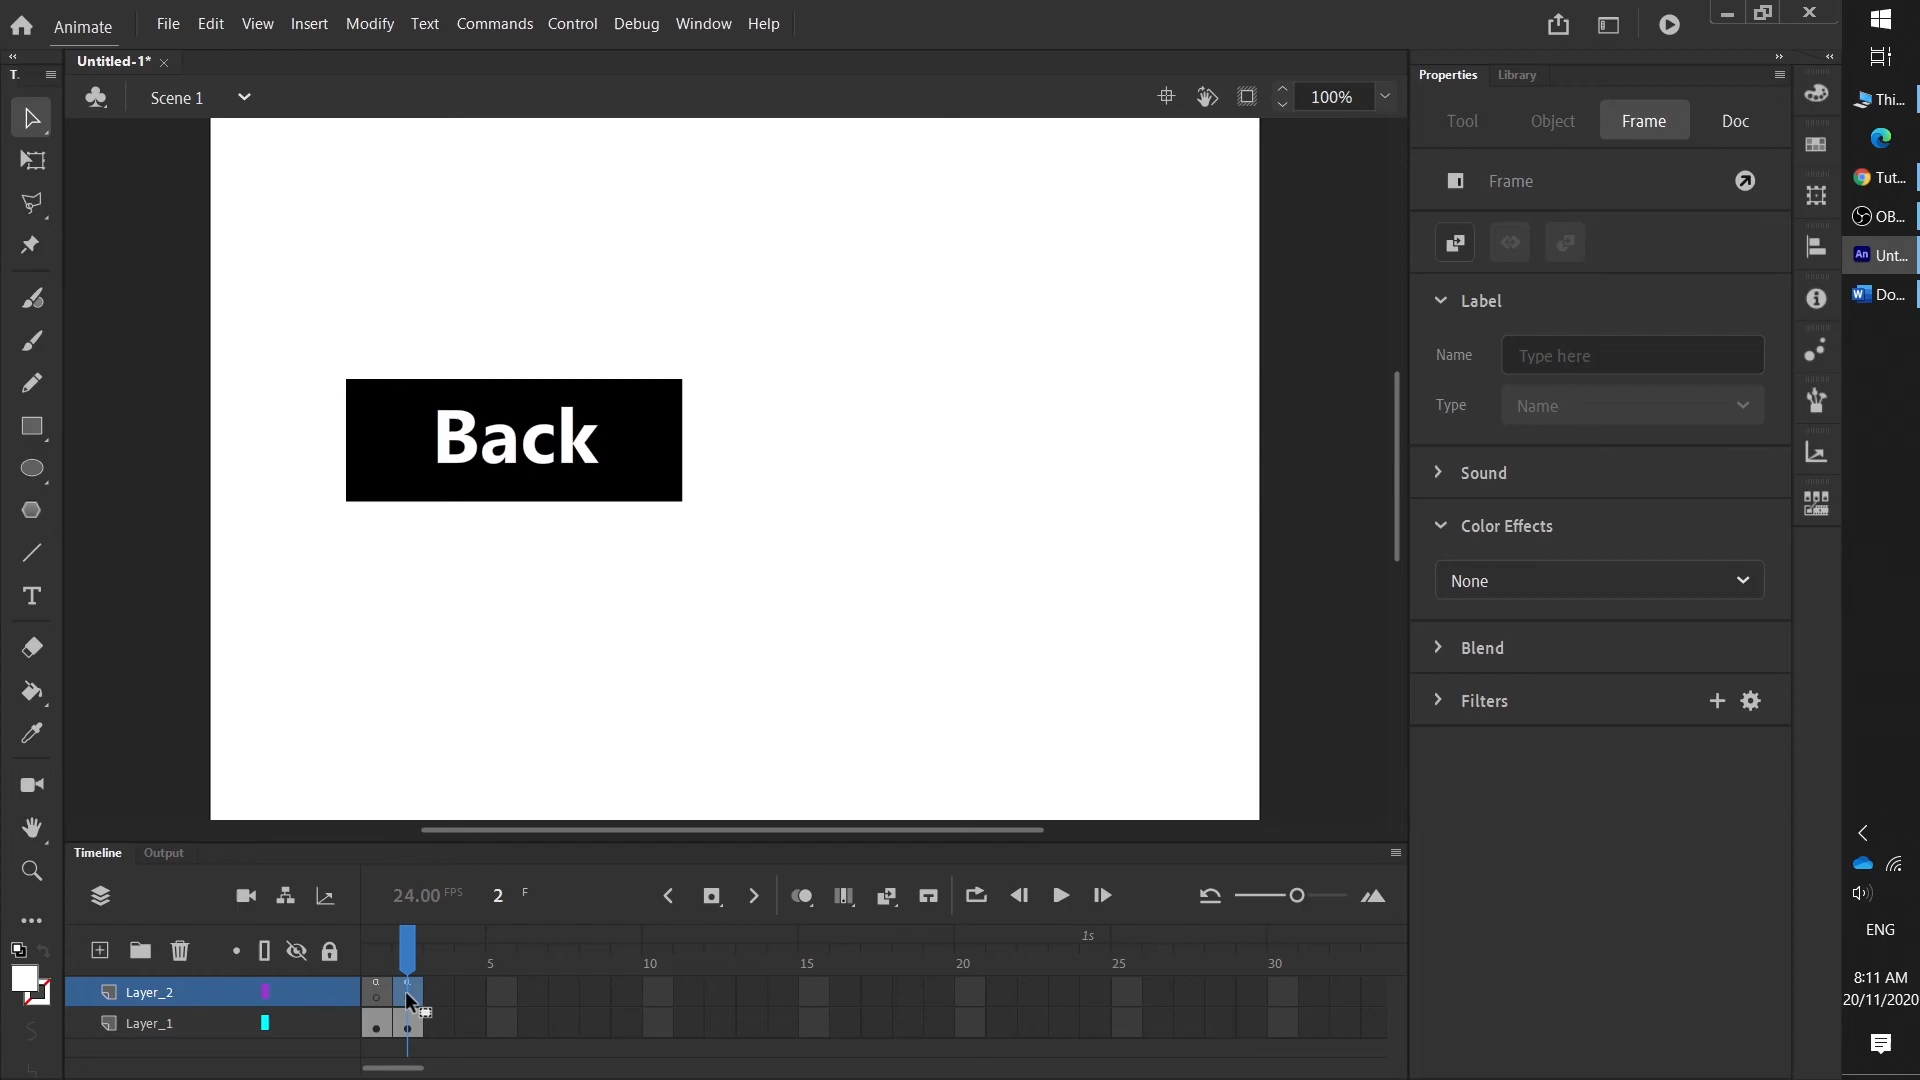 Animate File Edit View Insert Modify Text Commands Control Debug Window Help
Untitled-1*
T.
Properties Library
Scene 1
100%
Thi...
Tool Object Frame Doc
Frame
Tut...
OB...
An Unt...
Do...
Label
Name Type here
Type Name
Back
Sound
Color Effects
None
Blend
Filters
Timeline Output
24.00 FPS 2 F
1s
5 10 15 20 25 30
Layer_2
Layer_1
ENG
8:11 AM
20/11/2020